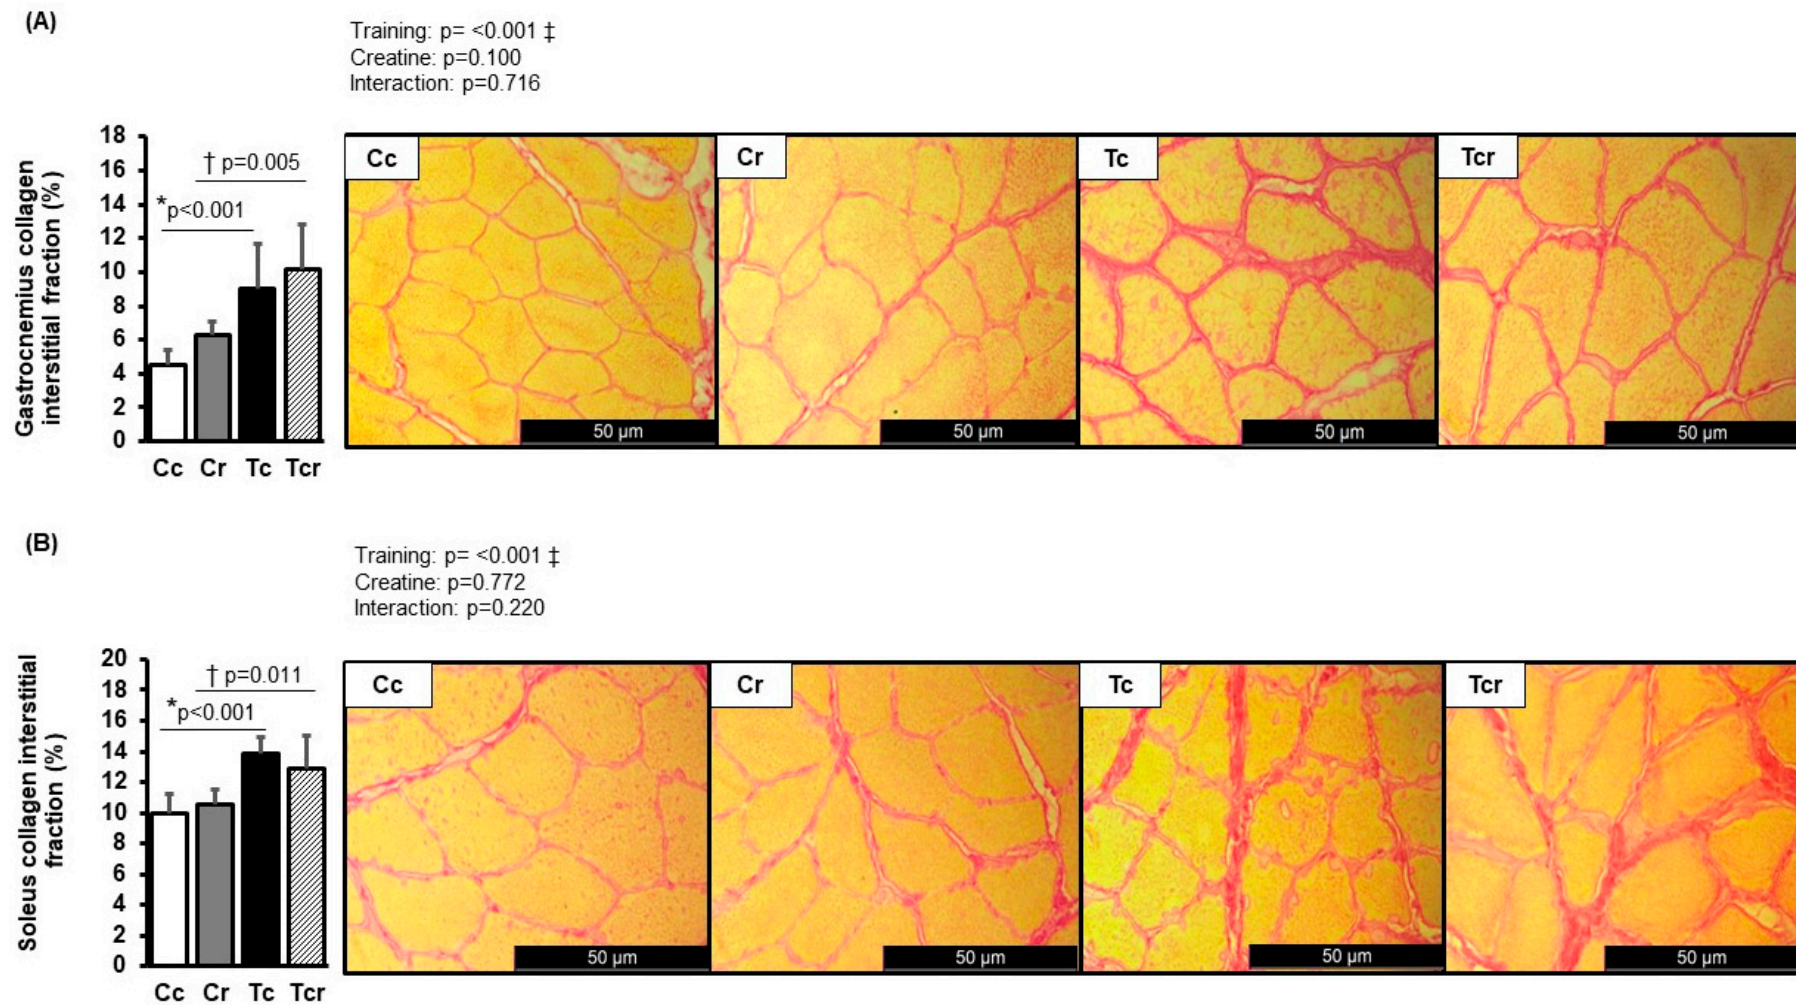 (A)
Training: p= <0.001 ‡
Creatine: p=0.100
Interaction: p=0.716
Gastrocnemius collagen
interstitial fraction (%)
18
16
14
12
10
8
6
4
2
0
† p=0.005
*p<0.001
Cc Cr Tc Tcr
Cc
50 µm
Cr
50 µm
Tc
50 µm
Tcr
50 µm
(B)
Training: p= <0.001 ‡
Creatine: p=0.772
Interaction: p=0.220
Soleus collagen interstitial
fraction (%)
20
18
16
14
12
10
8
6
4
2
0
† p=0.011
*p<0.001
Cc Cr Tc Tcr
Cc
50 µm
Cr
50 µm
Tc
50 µm
Tcr
50 µm